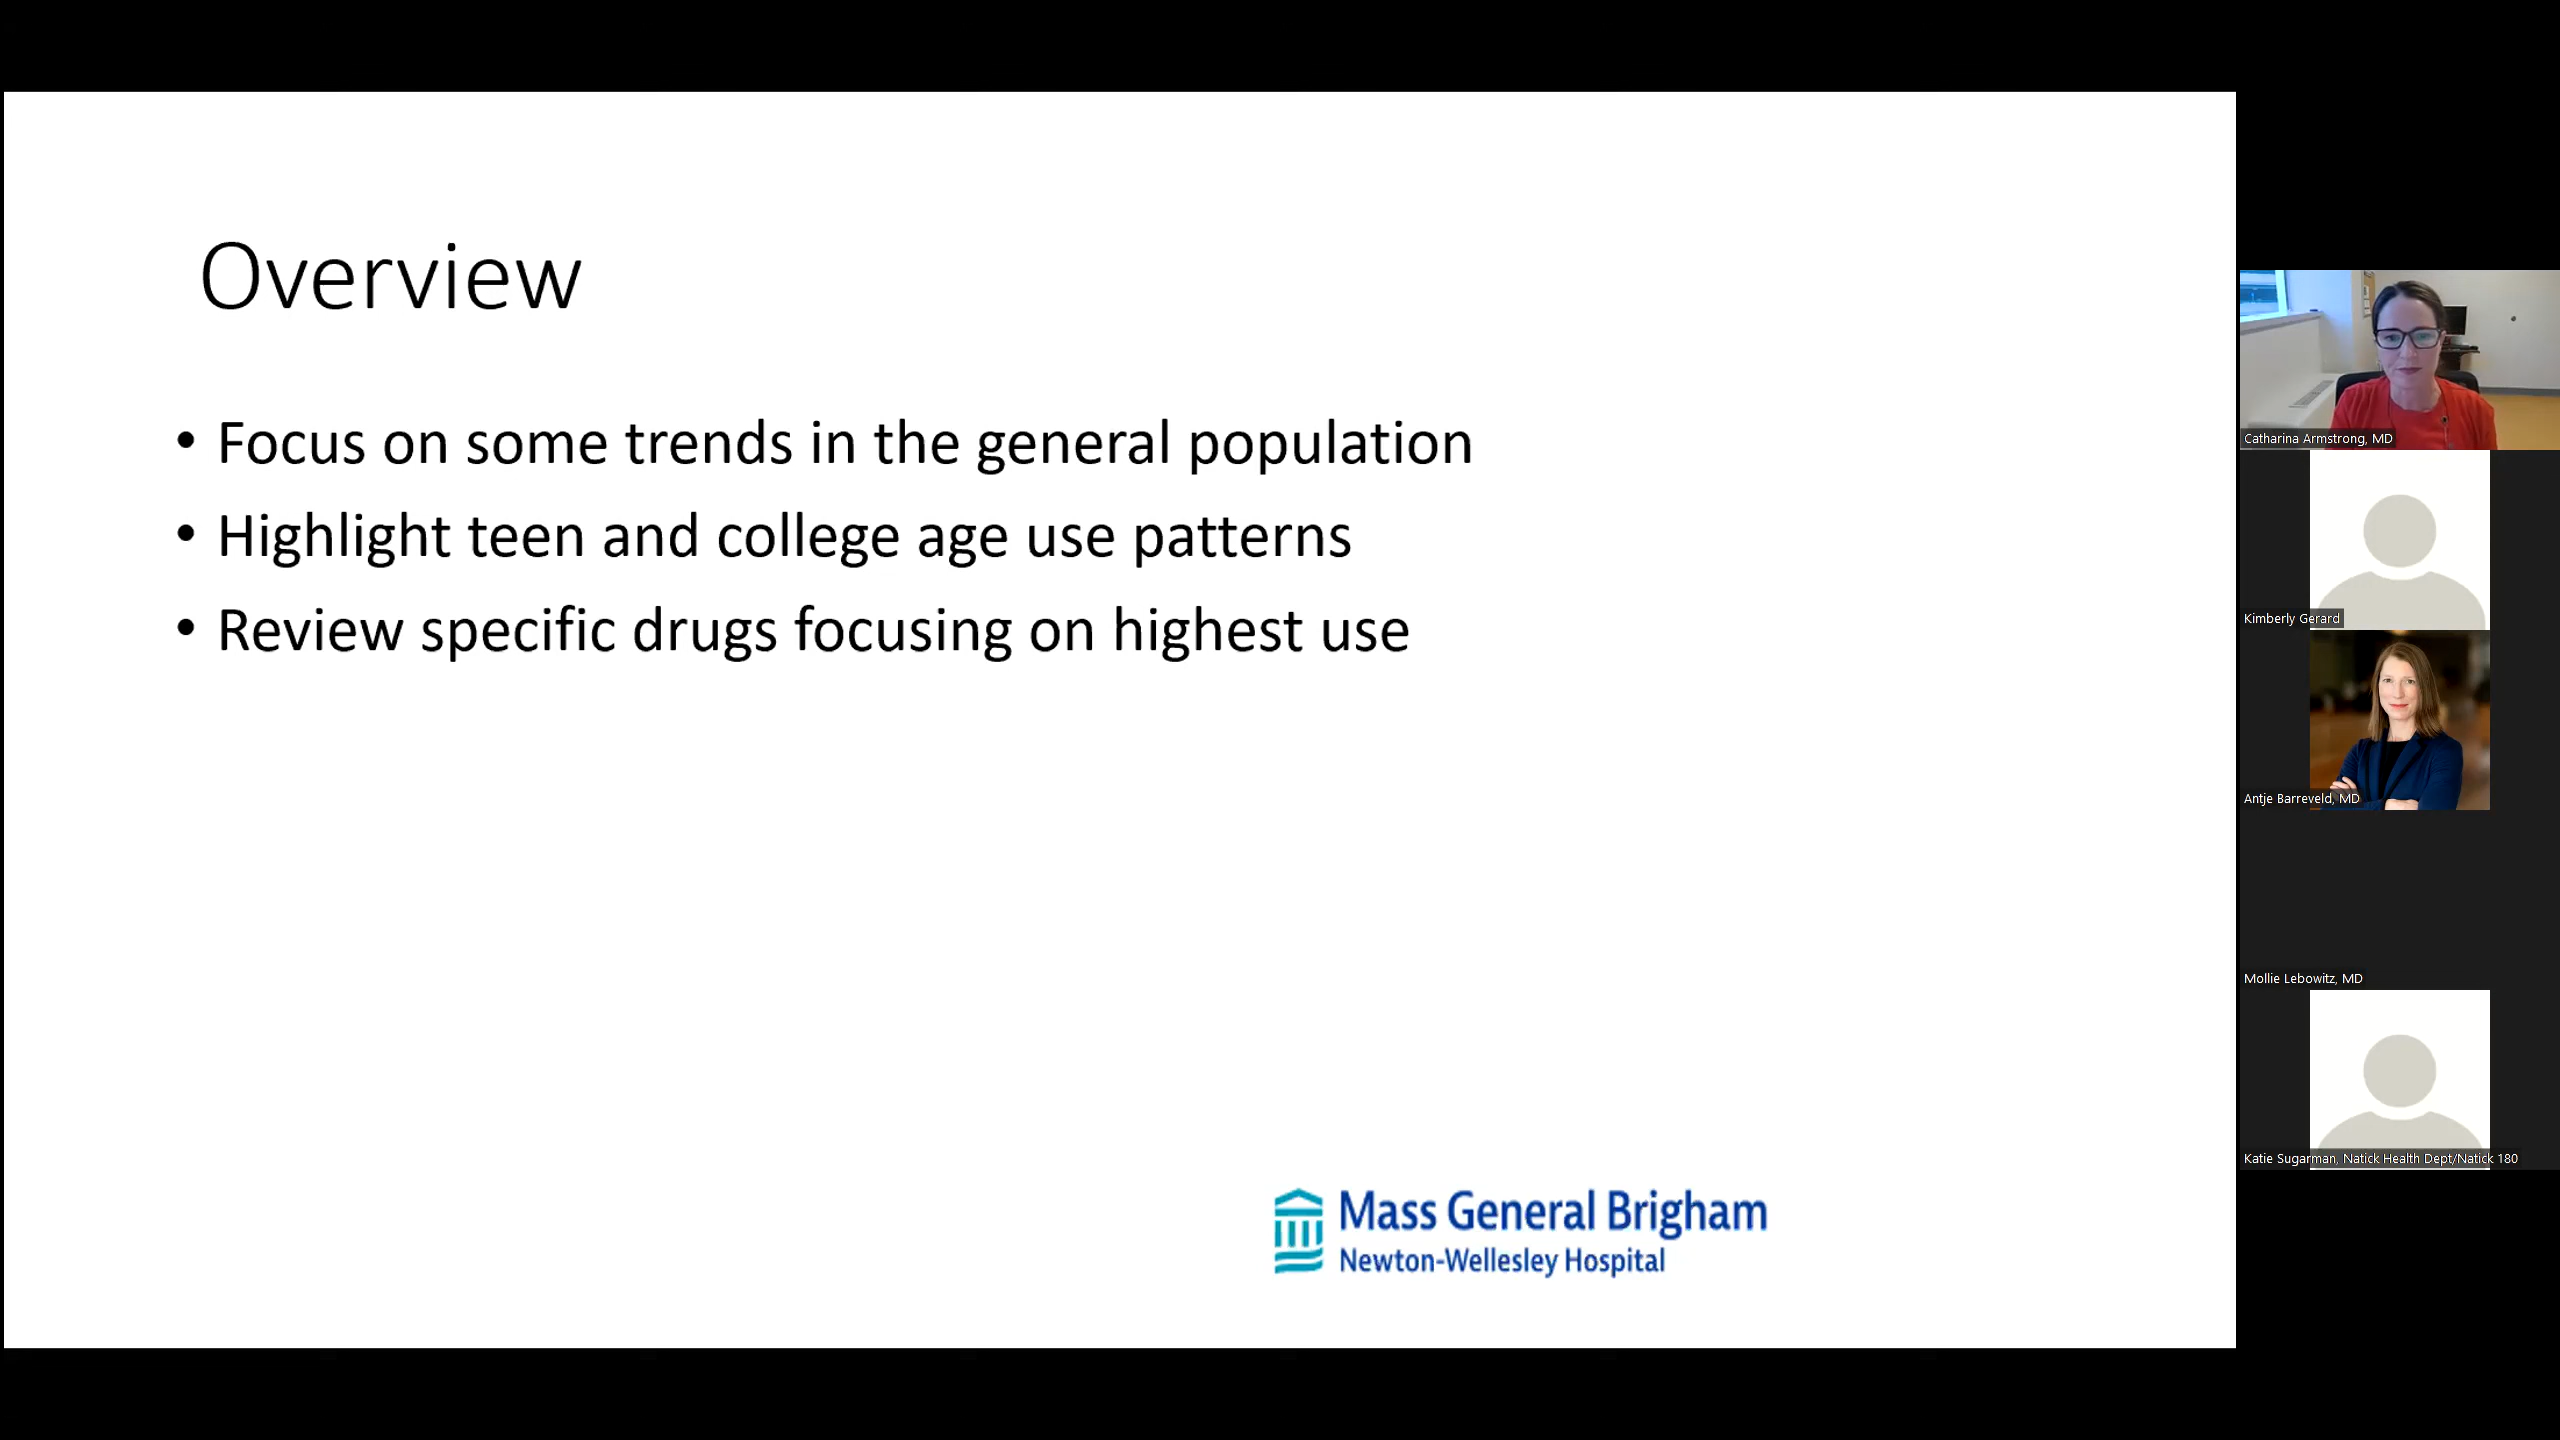 Overview
• Focus on some trends in the general population
• Highlight teen and college age use patterns
• Review specific drugs focusing on highest use
Mass General Brigham
Newton-Wellesley Hospital
Catharina Armstrong, MD
Kimberly Gerard
Antje Barreveld, MD
Mollie Lebowitz, MD
Katie Sugarman, Natick Health Dept/Natick 180